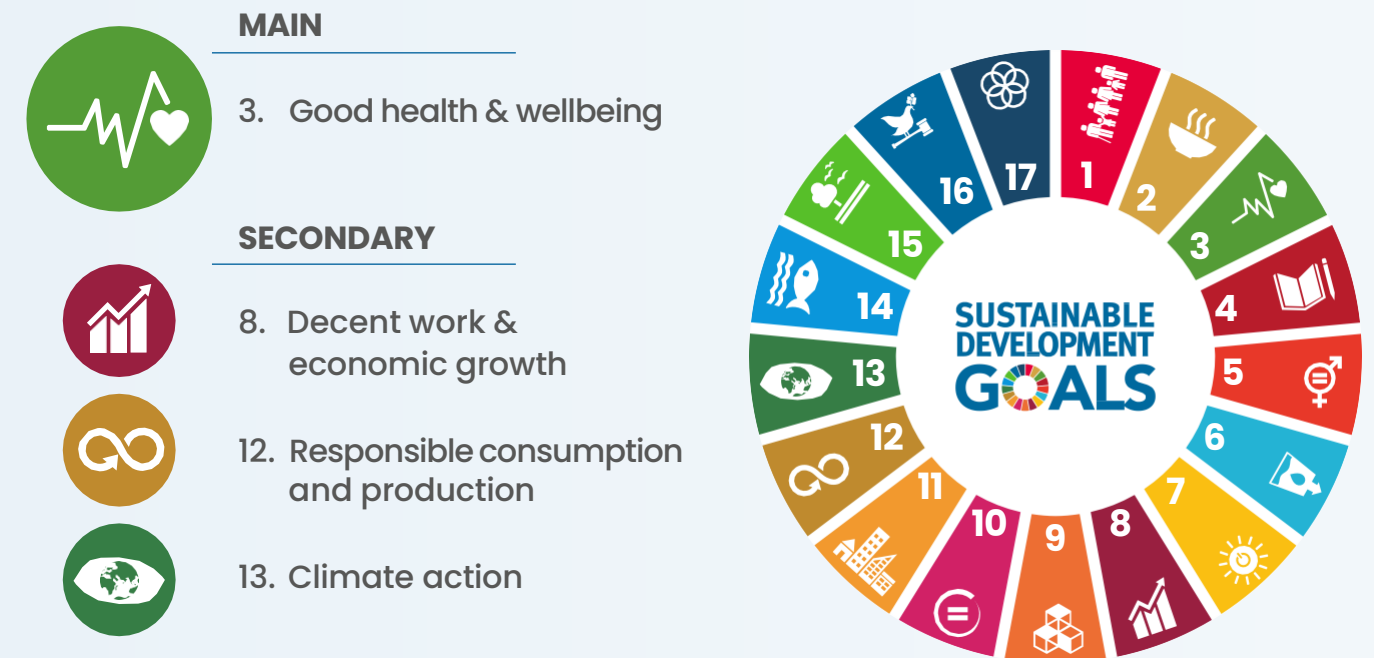 MAIN
3. Good health & wellbeing
SECONDARY
8. Decent work &
economic growth
12. Responsible consumption
and production
13. Climate action
1
2
3
4
5
6
7
8
9
10
11
12
13
14
15
16
17
SUSTAINABLE
DEVELOPMENT
GOALS